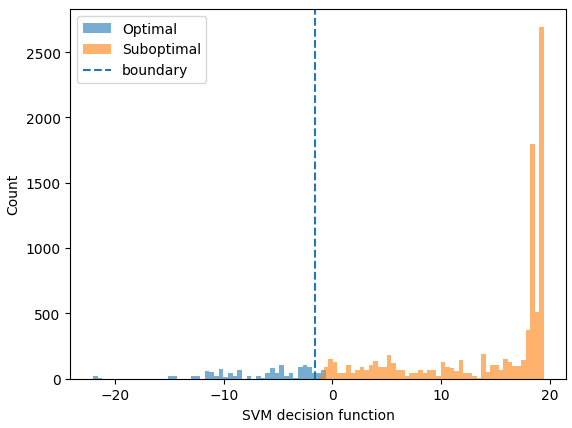 Optimal
Suboptimal
boundary
2500
2000
1500
1000
500
0
Count
−20 −10 0 10 20
SVM decision function